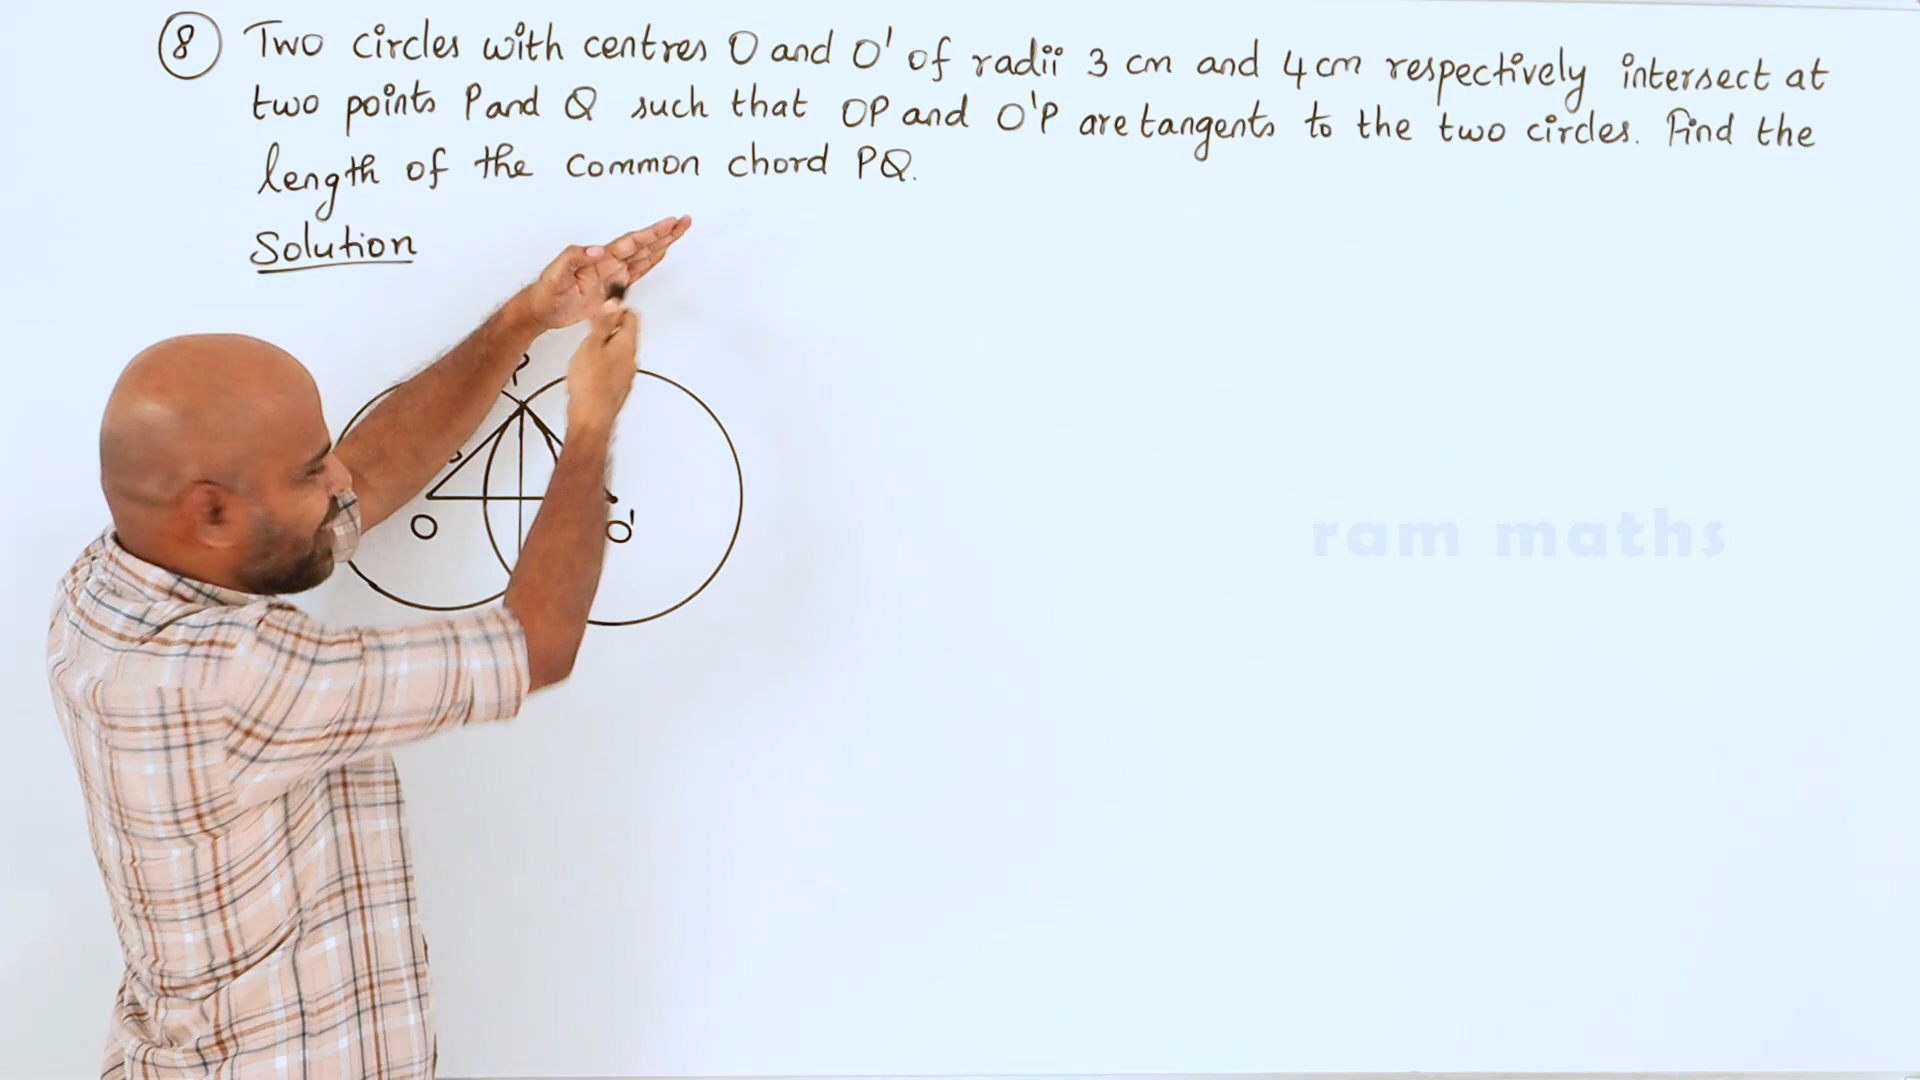 8 Two circles with centres O and O' of radii 3 cm and 4 cm respectively intersect at
two points P and Q such that OP and O'P are tangents to the two circles. Find the
length of the common chord PQ.
Solution
P
3
O
O'
ram maths